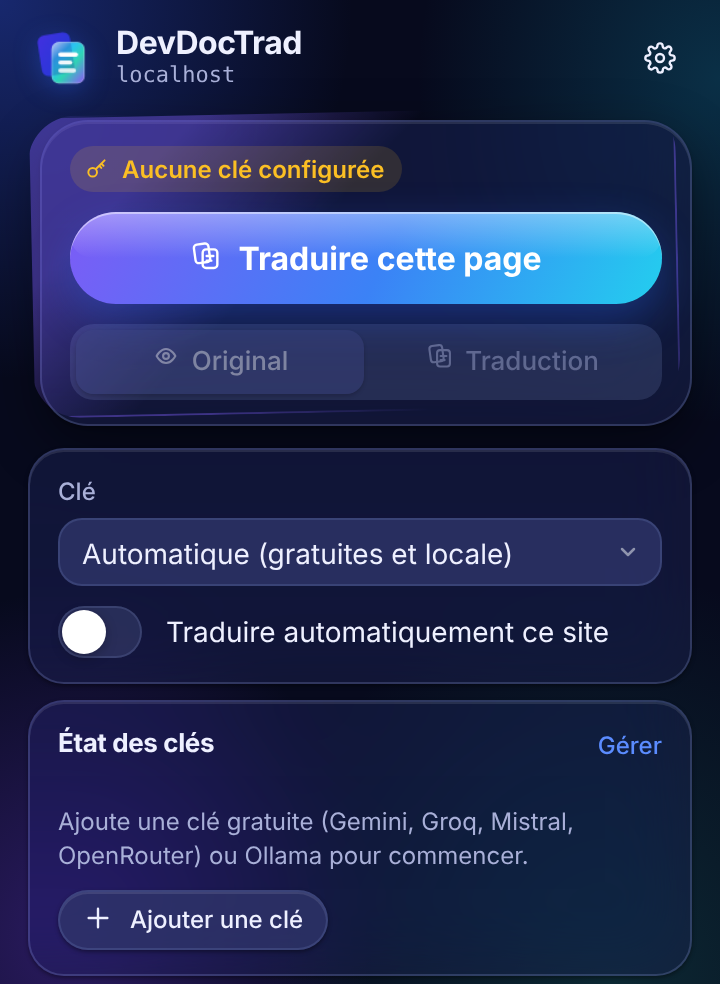 DevDocTrad
localhost
Aucune clé configurée
Traduire cette page
Original
Traduction
Clé
Automatique (gratuites et locale)
Traduire automatiquement ce site
État des clés
Gérer
Ajoute une clé gratuite (Gemini, Groq, Mistral,
OpenRouter) ou Ollama pour commencer.
Ajouter une clé